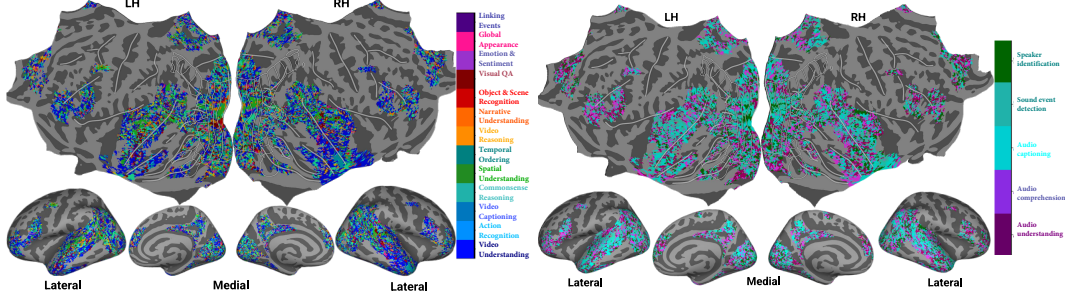 LH
RH
Linking
Events
Global
Appearance
Emotion &
Sentiment
Visual QA
Object & Scene
Recognition
Narrative
Understanding
Video
Reasoning
Temporal
Ordering
Spatial
Understanding
Commonsense
Reasoning
Video
Captioning
Action
Recognition
Video
Understanding
Lateral
Medial
Lateral
LH
RH
Speaker
identification
Sound event
detection
Audio
captioning
Audio
comprehension
Audio
understanding
Lateral
Medial
Lateral